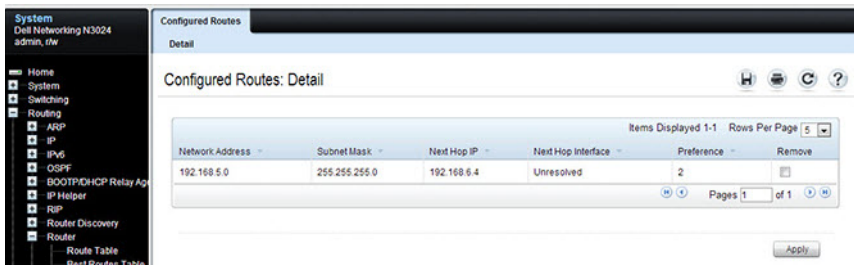 System
Dell Networking N3024
admin, r/w
Home
System
Switching
Routing
ARP
IP
IPv6
OSPF
BOOTP/DHCP Relay Age
IP Helper
RIP
Router Discovery
Router
Route Table
Best Routes Table
Configured Routes
Detail
Configured Routes: Detail
Items Displayed 1-1 Rows Per Page 5
Network Address Subnet Mask Next Hop IP Next Hop Interface Preference Remove
192.168.5.0 255.255.255.0 192.168.6.4 Unresolved 2
Pages 1 of 1
Apply